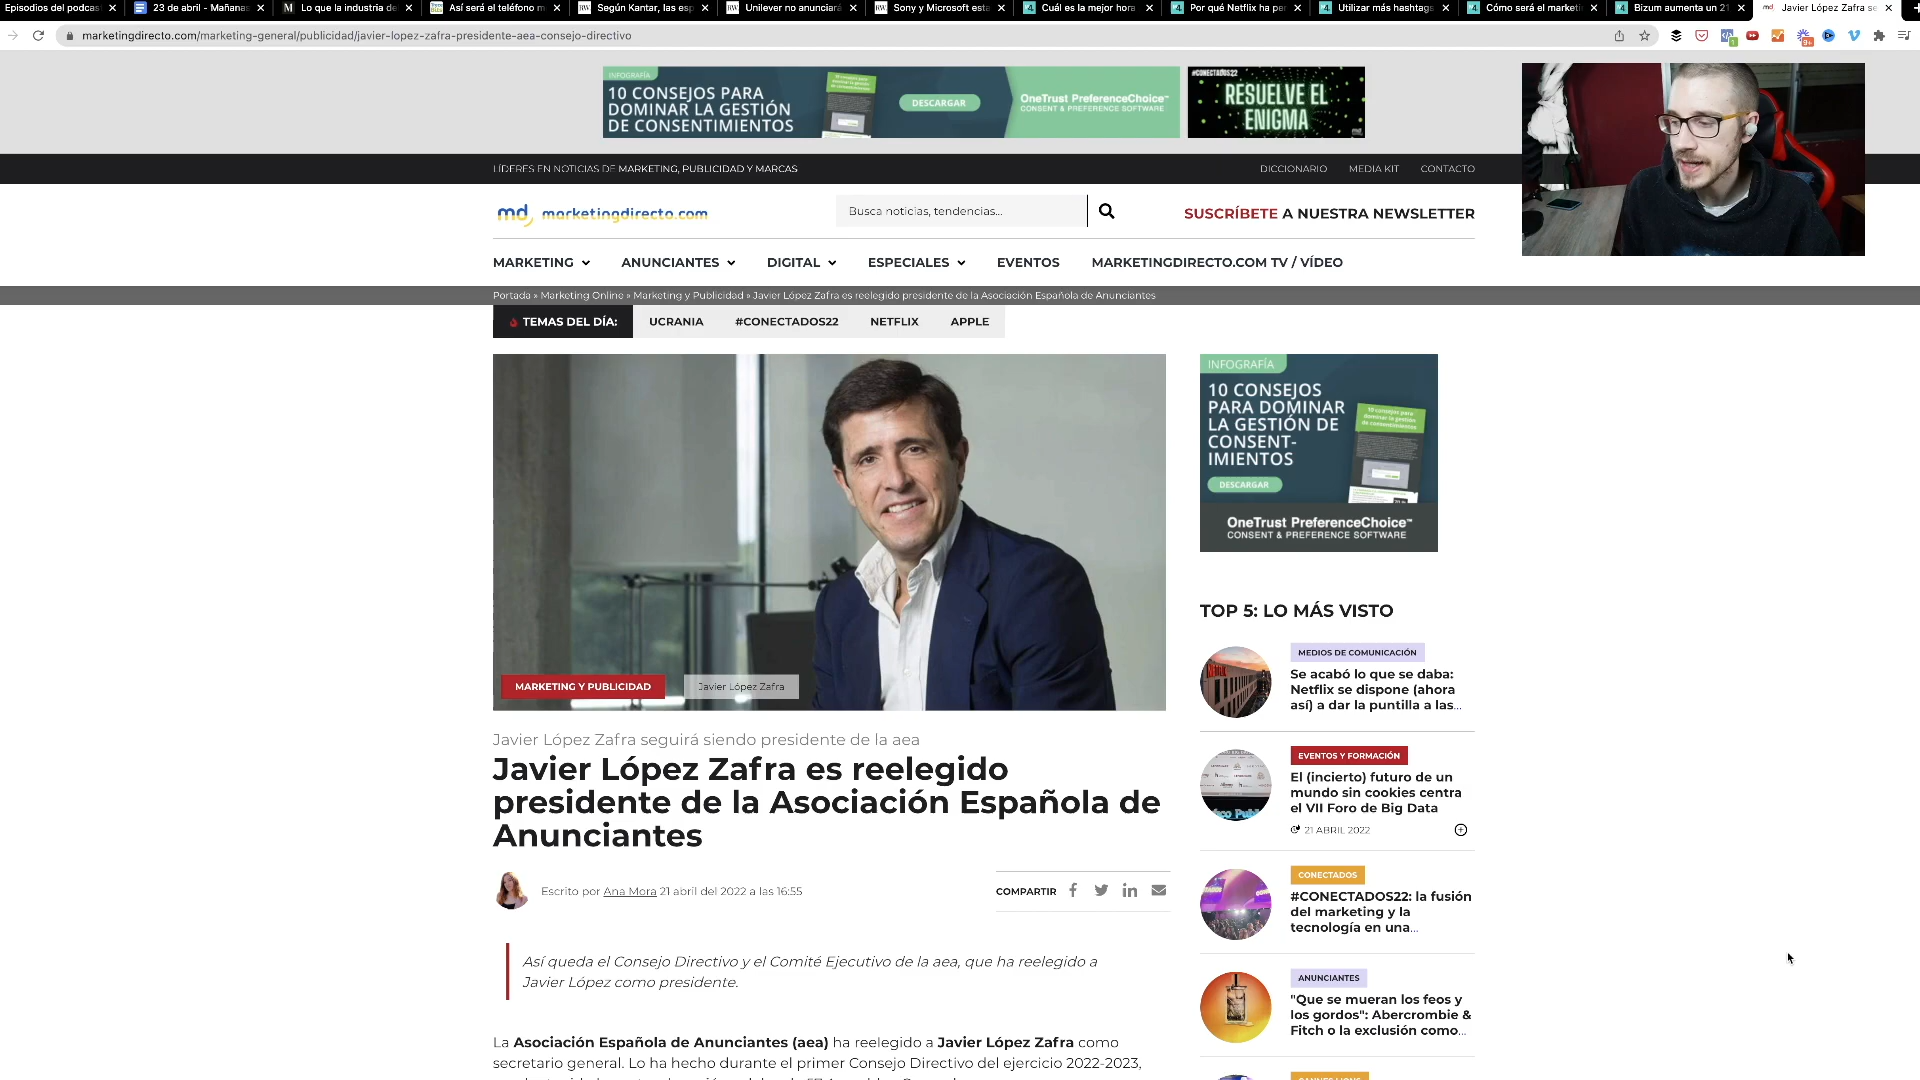 Episodios del podcas
23 de abril - Mañanas
Lo que la industria de
Así será el teléfono m
Según Kantar, las esp
Unilever no anunciará
Sony y Microsoft esta
Cuál es la mejor hora
Por qué Netflix ha per
Utilizar más hashtags
Cómo será el marketi
Bizum aumenta un 21
Javier López Zafra se
marketingdirecto.com/marketing-general/publicidad/javier-lopez-zafra-presidente-aea-consejo-directivo
INFOGRAFÍA
10 CONSEJOS PARA
DOMINAR LA GESTIÓN
DE CONSENTIMIENTOS
DESCARGAR
OneTrust PreferenceChoice™
CONSENT & PREFERENCE SOFTWARE
#CONECTADOS22
RESUELVE EL
ENIGMA
LÍDERES EN NOTICIAS DE MARKETING, PUBLICIDAD Y MARCAS
DICCIONARIO
MEDIA KIT
CONTACTO
md marketingdirecto.com
Busca noticias, tendencias...
SUSCRÍBETE A NUESTRA NEWSLETTER
MARKETING
ANUNCIANTES
DIGITAL
ESPECIALES
EVENTOS
MARKETINGDIRECTO.COM TV / VÍDEO
Portada » Marketing Online » Marketing y Publicidad » Javier López Zafra es reelegido presidente de la Asociación Española de Anunciantes
TEMAS DEL DÍA:
UCRANIA
#CONECTADOS22
NETFLIX
APPLE
MARKETING Y PUBLICIDAD
Javier López Zafra
Javier López Zafra seguirá siendo presidente de la aea
Javier López Zafra es reelegido
presidente de la Asociación Española de
Anunciantes
Escrito por Ana Mora 21 abril del 2022 a las 16:55
COMPARTIR
Así queda el Consejo Directivo y el Comité Ejecutivo de la aea, que ha reelegido a
Javier López como presidente.
La Asociación Española de Anunciantes (aea) ha reelegido a Javier López Zafra como
secretario general. Lo ha hecho durante el primer Consejo Directivo del ejercicio 2022-2023,
INFOGRAFÍA
10 CONSEJOS
PARA DOMINAR
LA GESTIÓN DE
CONSENT-
IMIENTOS
DESCARGAR
OneTrust PreferenceChoice™
CONSENT & PREFERENCE SOFTWARE
TOP 5: LO MÁS VISTO
MEDIOS DE COMUNICACIÓN
Se acabó lo que se daba:
Netflix se dispone (ahora
así) a dar la puntilla a las...
EVENTOS Y FORMACIÓN
El (incierto) futuro de un
mundo sin cookies centra
el VII Foro de Big Data
21 ABRIL 2022
CONECTADOS
#CONECTADOS22: la fusión
del marketing y la
tecnología en una...
ANUNCIANTES
"Que se mueran los feos y
los gordos": Abercrombie &
Fitch o la exclusión como...